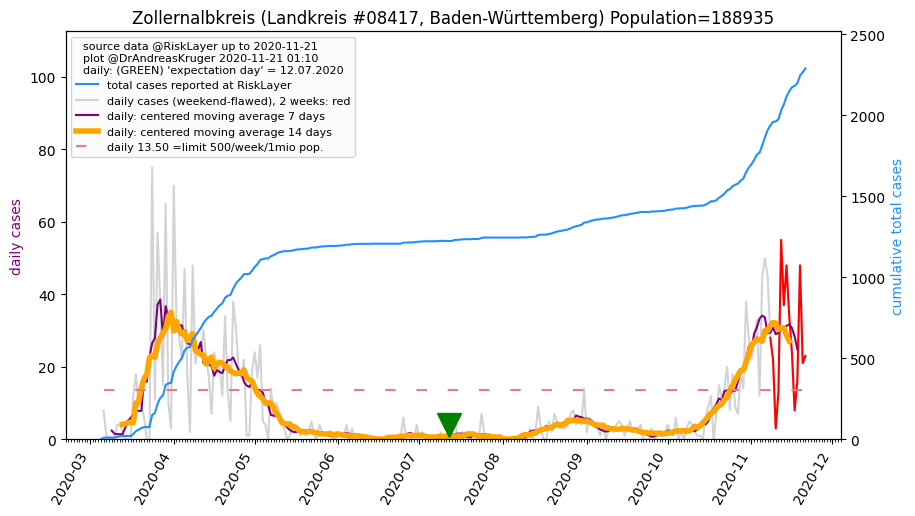 Zollernalbkreis (Landkreis #08417, Baden-Württemberg) Population=188935
source data @RiskLayer up to 2020-11-21
plot @DrAndreasKruger 2020-11-21 01:10
daily: (GREEN) 'expectation day' = 12.07.2020
total cases reported at RiskLayer
daily cases (weekend-flawed), 2 weeks: red
daily: centered moving average 7 days
daily: centered moving average 14 days
daily 13.50 =limit 500/week/1mio pop.
daily cases
100
80
60
40
20
0
cumulative total cases
2500
2000
1500
1000
500
0
2020-03
2020-04
2020-05
2020-06
2020-07
2020-08
2020-09
2020-10
2020-11
2020-12